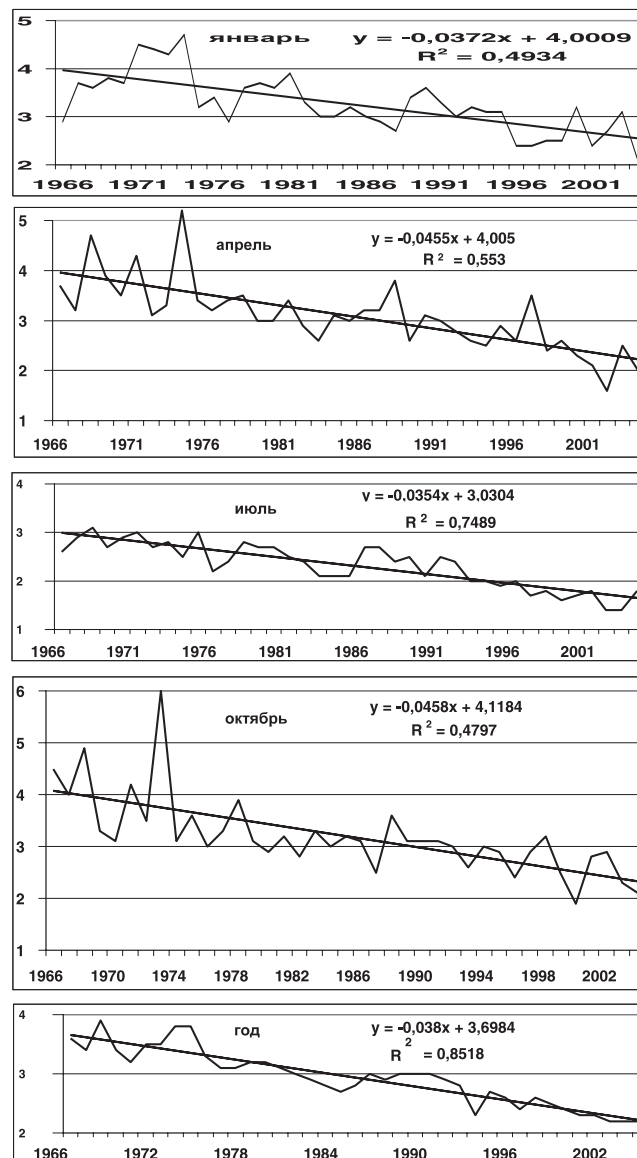 5
январь y = -0,0372x + 4,0009
R² = 0,4934
4
3
2
1966 1971 1976 1981 1986 1991 1996 2001
5
апрель y = -0,0455x + 4,005
R² = 0,553
4
3
2
1
1966 1971 1976 1981 1986 1991 1996 2001
4
июль y = -0,0354x + 3,0304
R² = 0,7489
3
2
1
1966 1971 1976 1981 1986 1991 1996 2001
6
октябрь y = -0,0458x + 4,1184
R² = 0,4797
5
4
3
2
1
1966 1970 1974 1978 1982 1986 1990 1994 1998 2002
4
год y = -0,038x + 3,6984
R² = 0,8518
3
2
1966 1972 1978 1984 1990 1996 2002